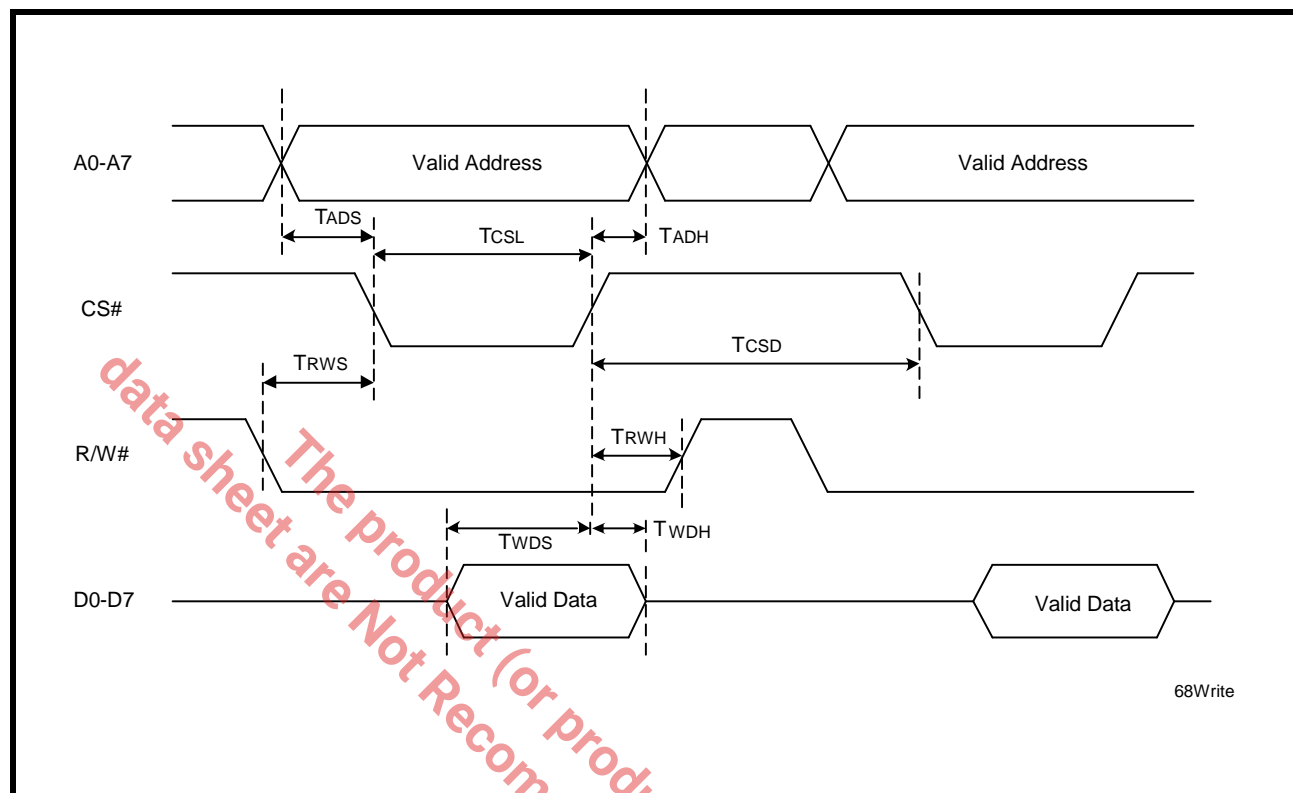 A0-A7
Valid Address
Valid Address
TADS
TCSL
TADH
CS#
TCSD
TRWS
R/W#
TRWH
TWDS
TWDH
D0-D7
Valid Data
Valid Data
68Write
The product (or produ
data sheet are Not Recom